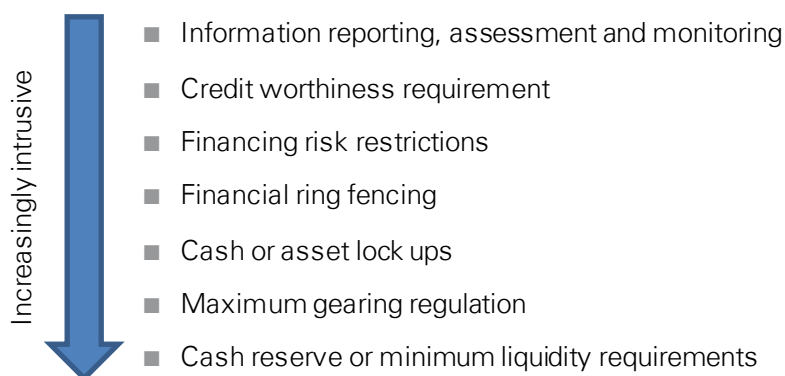 Increasingly intrusive
■ Information reporting, assessment and monitoring
■ Credit worthiness requirement
■ Financing risk restrictions
■ Financial ring fencing
■ Cash or asset lock ups
■ Maximum gearing regulation
■ Cash reserve or minimum liquidity requirements